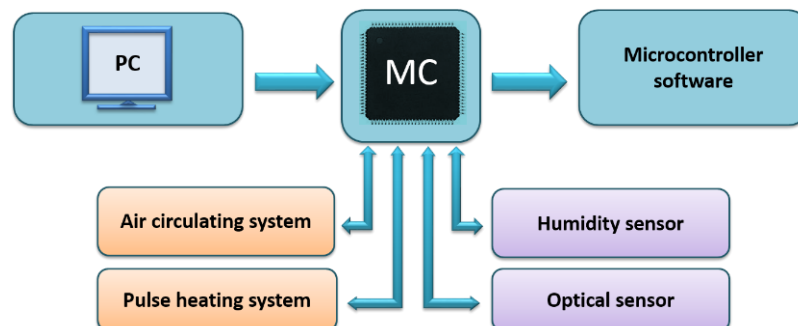 PC
MC
Microcontroller
software
Air circulating system
Humidity sensor
Pulse heating system
Optical sensor